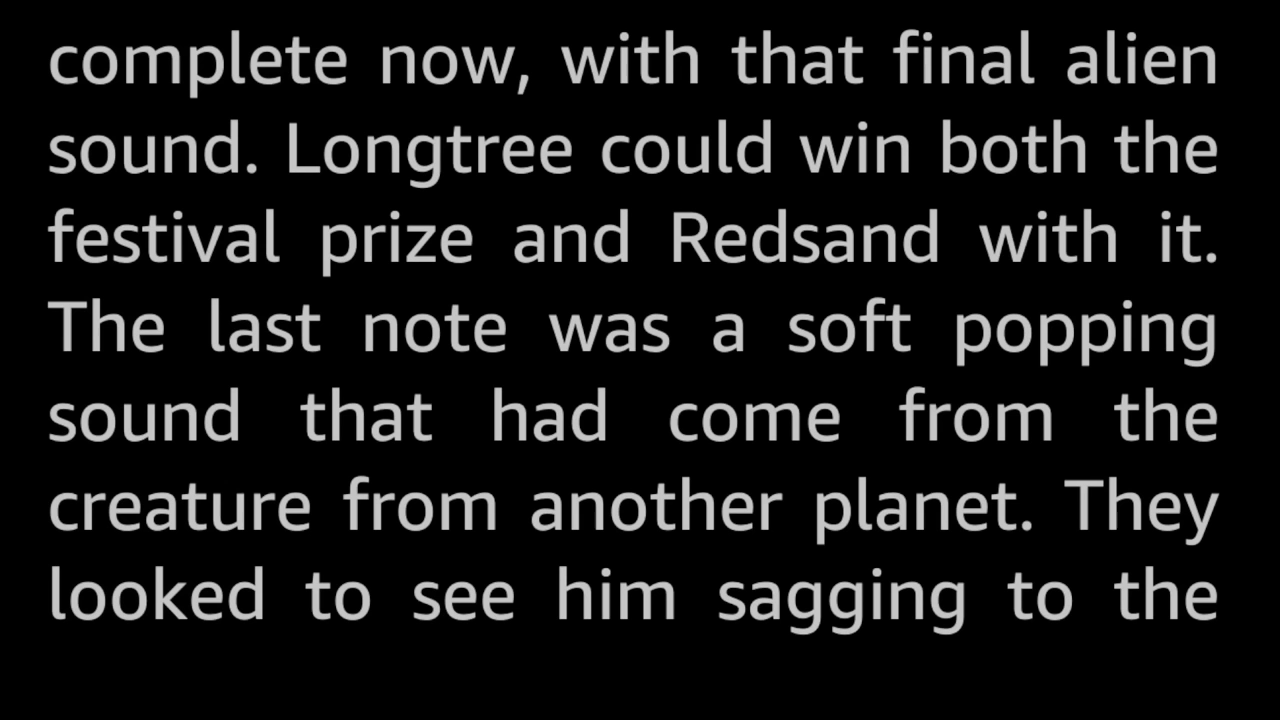 complete now, with that final alien
sound. Longtree could win both the
festival prize and Redsand with it.
The last note was a soft popping
sound that had come from the
creature from another planet. They
looked to see him sagging to the